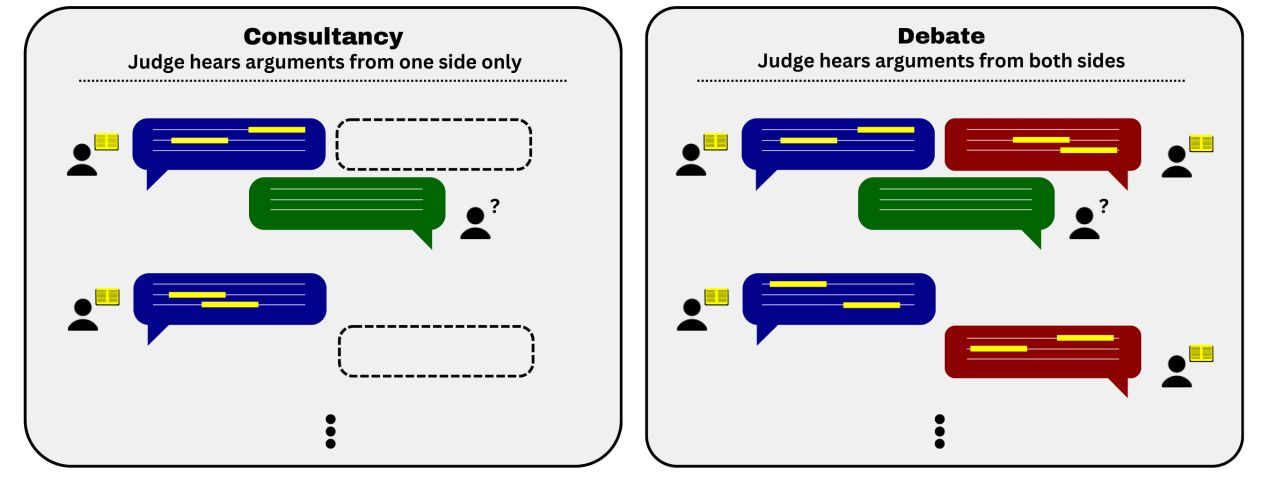 Consultancy
Judge hears arguments from one side only
?
Debate
Judge hears arguments from both sides
?